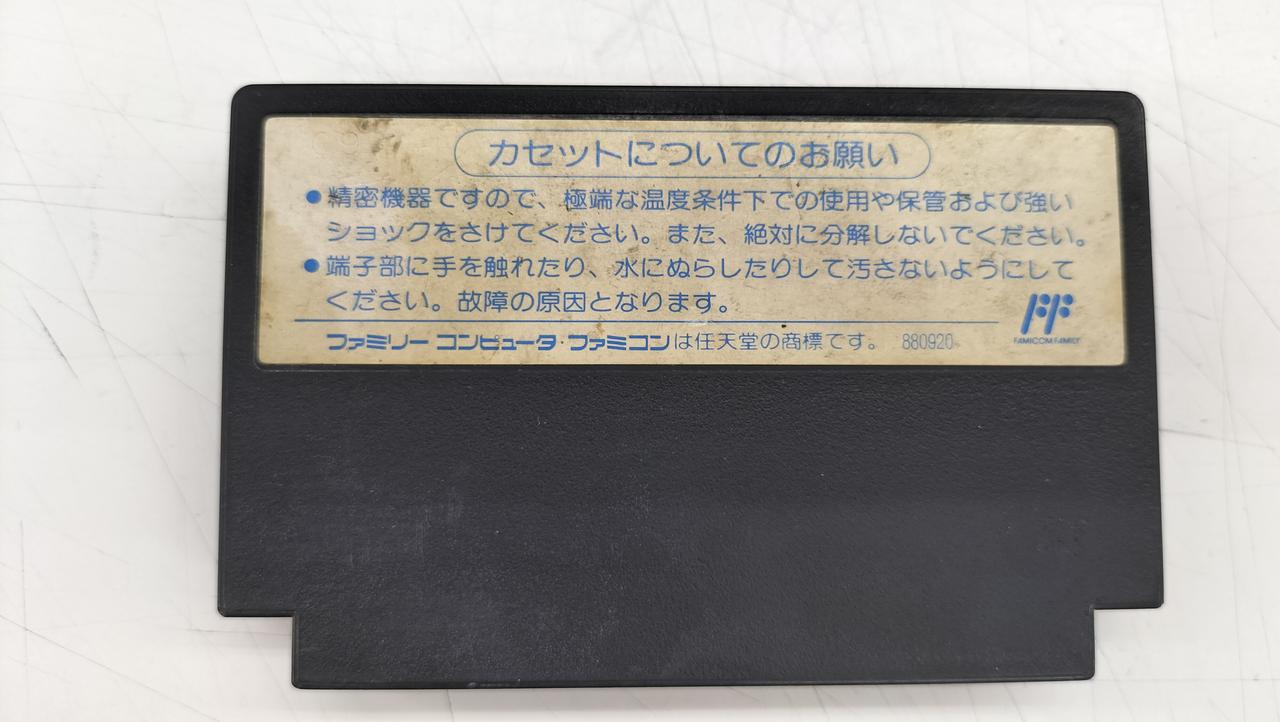 カセットについてのお願い
●精密機器ですので、極端な温度条件下での使用や保管および強い
ショックをさけてください。また、絶対に分解しないでください。
●端子部に手を触れたり、水にぬらしたりして汚さないようにして
ください。故障の原因となります。
FF
FAMICOM FAMILY
ファミリー コンピュータ・ファミコンは任天堂の商標です。 880920